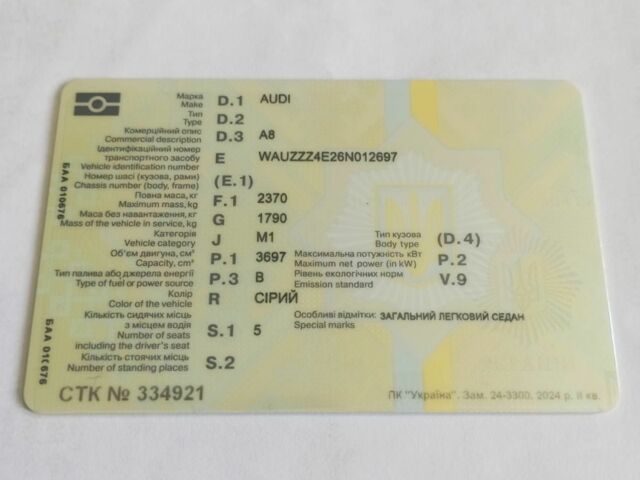 Марка
Make D.1 AUDI
Тип
Type D.2
Комерційний опис
Commercial description D.3 A8
Ідентифікаційний номер
транспортного засобу
Vehicle identification number E WAUZZZ4E26N012697
Номер шасі (кузова, рами)
Chassis number (body, frame) (E.1)
Повна маса, кг
Maximum mass, kg F.1 2370
Маса без навантаження, кг
Mass of the vehicle in service, kg G 1790
Категорія
Vehicle category J M1
Тип кузова
Body type (D.4)
Об'єм двигуна, см³
Capacity, cm³ P.1 3697
Максимальна потужність кВт
Maximum net power (in kW) P.2
Тип палива або джерела енергії
Type of fuel or power source P.3 B
Рівень екологічних норм
Emission standard V.9
Колір
Color of the vehicle R СІРИЙ
Кількість сидячих місць
з місцем водія
Number of seats
including the driver's seat S.1 5
Особливі відмітки: ЗАГАЛЬНИЙ ЛЕГКОВИЙ СЕДАН
Special marks
Кількість стоячих місць
Number of standing places S.2
СТК № 334921
ПК "Україна". Зам. 24-3300. 2024 р. II кв.
БАА 010676
БАА 010676